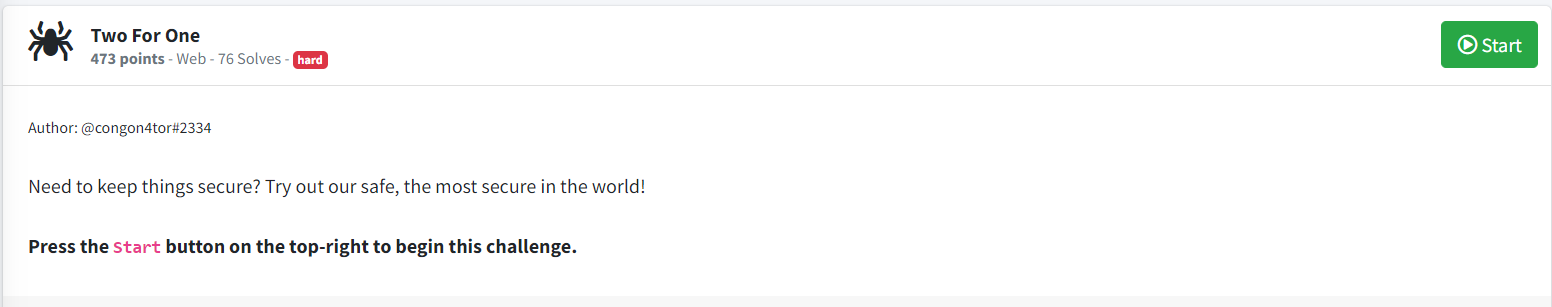 Two For One
473 points - Web - 76 Solves - hard
Start
Author: @congon4tor#2334
Need to keep things secure? Try out our safe, the most secure in the world!
Press the Start button on the top-right to begin this challenge.